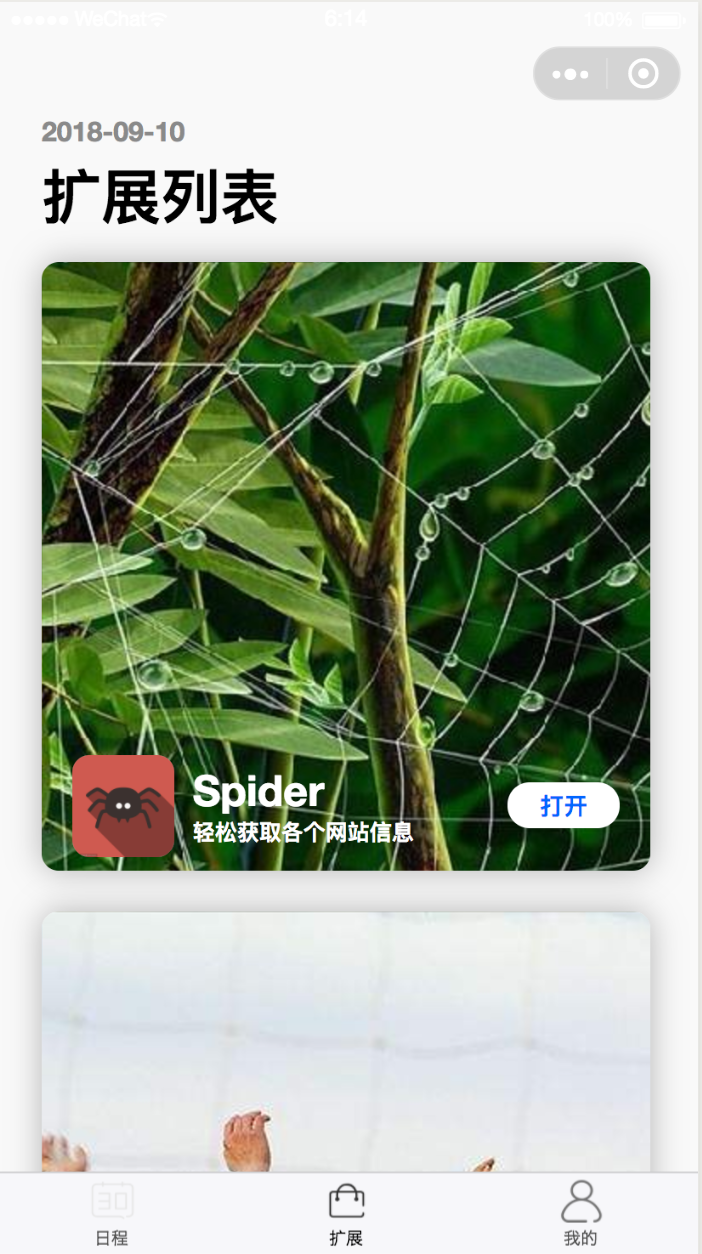 WeChat
6:14
100%
2018-09-10
扩展列表
Spider
轻松获取各个网站信息
打开
30
日程
扩展
我的